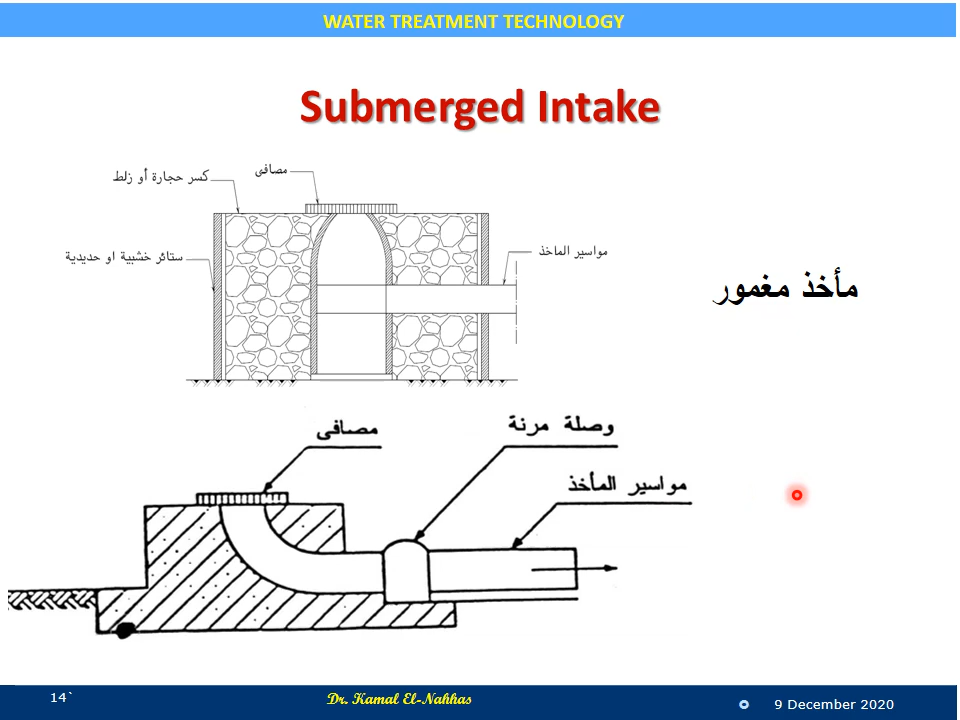 WATER TREATMENT TECHNOLOGY
Submerged Intake
مصافى
كسر حجارة أو زلط
مواسير الماخذ
ستائر خشبية او حديدية
مأخذ مغمور
وصلة مرنة
مصافى
مواسير المأخذ
14`
Dr. Kamal El-Nahhas
9 December 2020